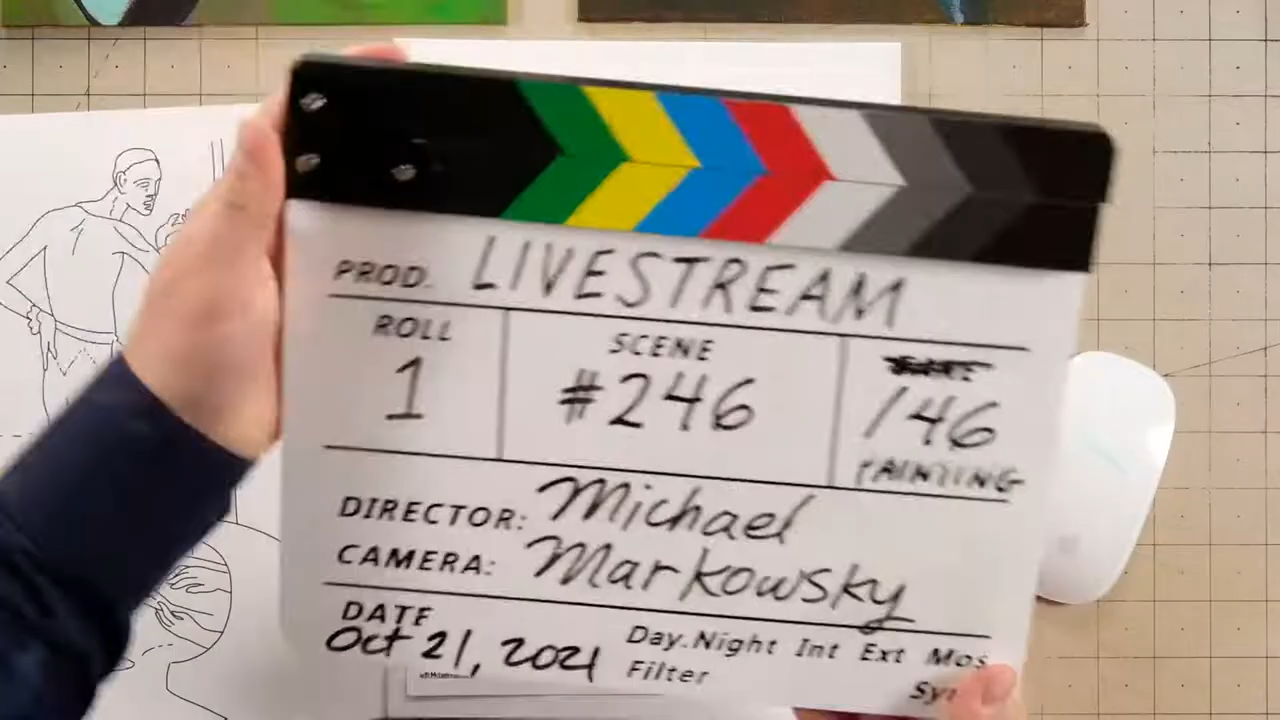 PROD. LIVESTREAM
ROLL SCENE
1 #246 146
PAINTING
DIRECTOR: Michael
CAMERA: Markowsky
DATE Day.Night Int Ext Mos
Oct 21, 2021 Filter